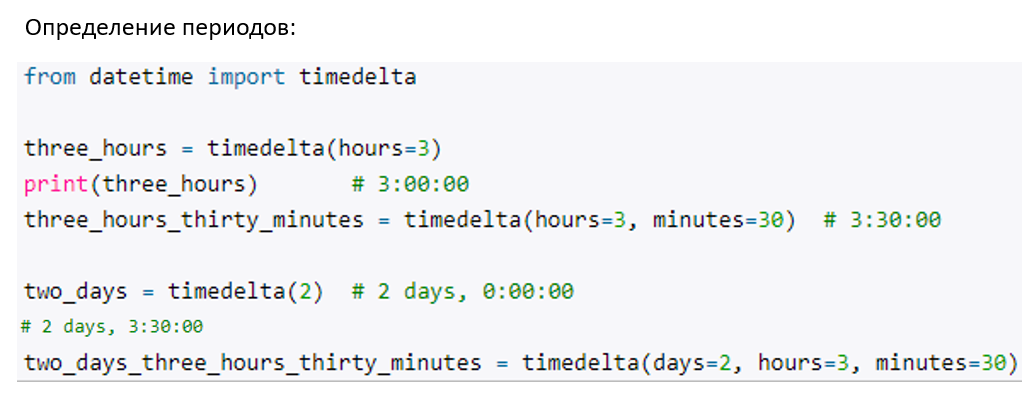 Определение периодов:
from datetime import timedelta
three_hours = timedelta(hours=3)
print(three_hours)       # 3:00:00
three_hours_thirty_minutes = timedelta(hours=3, minutes=30)  # 3:30:00
two_days = timedelta(2)  # 2 days, 0:00:00
# 2 days, 3:30:00
two_days_three_hours_thirty_minutes = timedelta(days=2, hours=3, minutes=30)